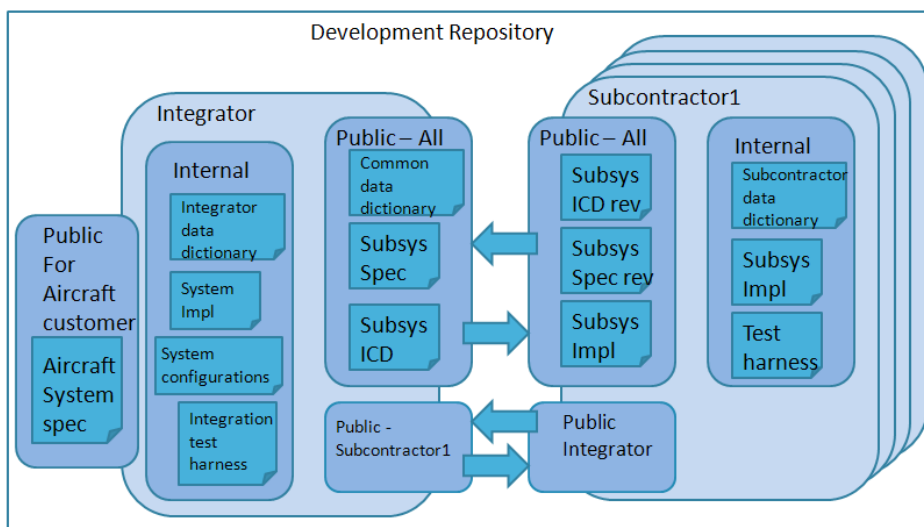 Development Repository
Integrator
Internal
Integrator
data
dictionary
System
Impl
System
configurations
Integration
test
harness
Public
For
Aircraft
customer
Aircraft
System
spec
Public – All
Common
data
dictionary
Subsys
Spec
Subsys
ICD
Public -
Subcontractor1
Subcontractor1
Public – All
Subsys
ICD rev
Subsys
Spec rev
Subsys
Impl
Public
Integrator
Internal
Subcontractor
data
dictionary
Subsys
Impl
Test
harness